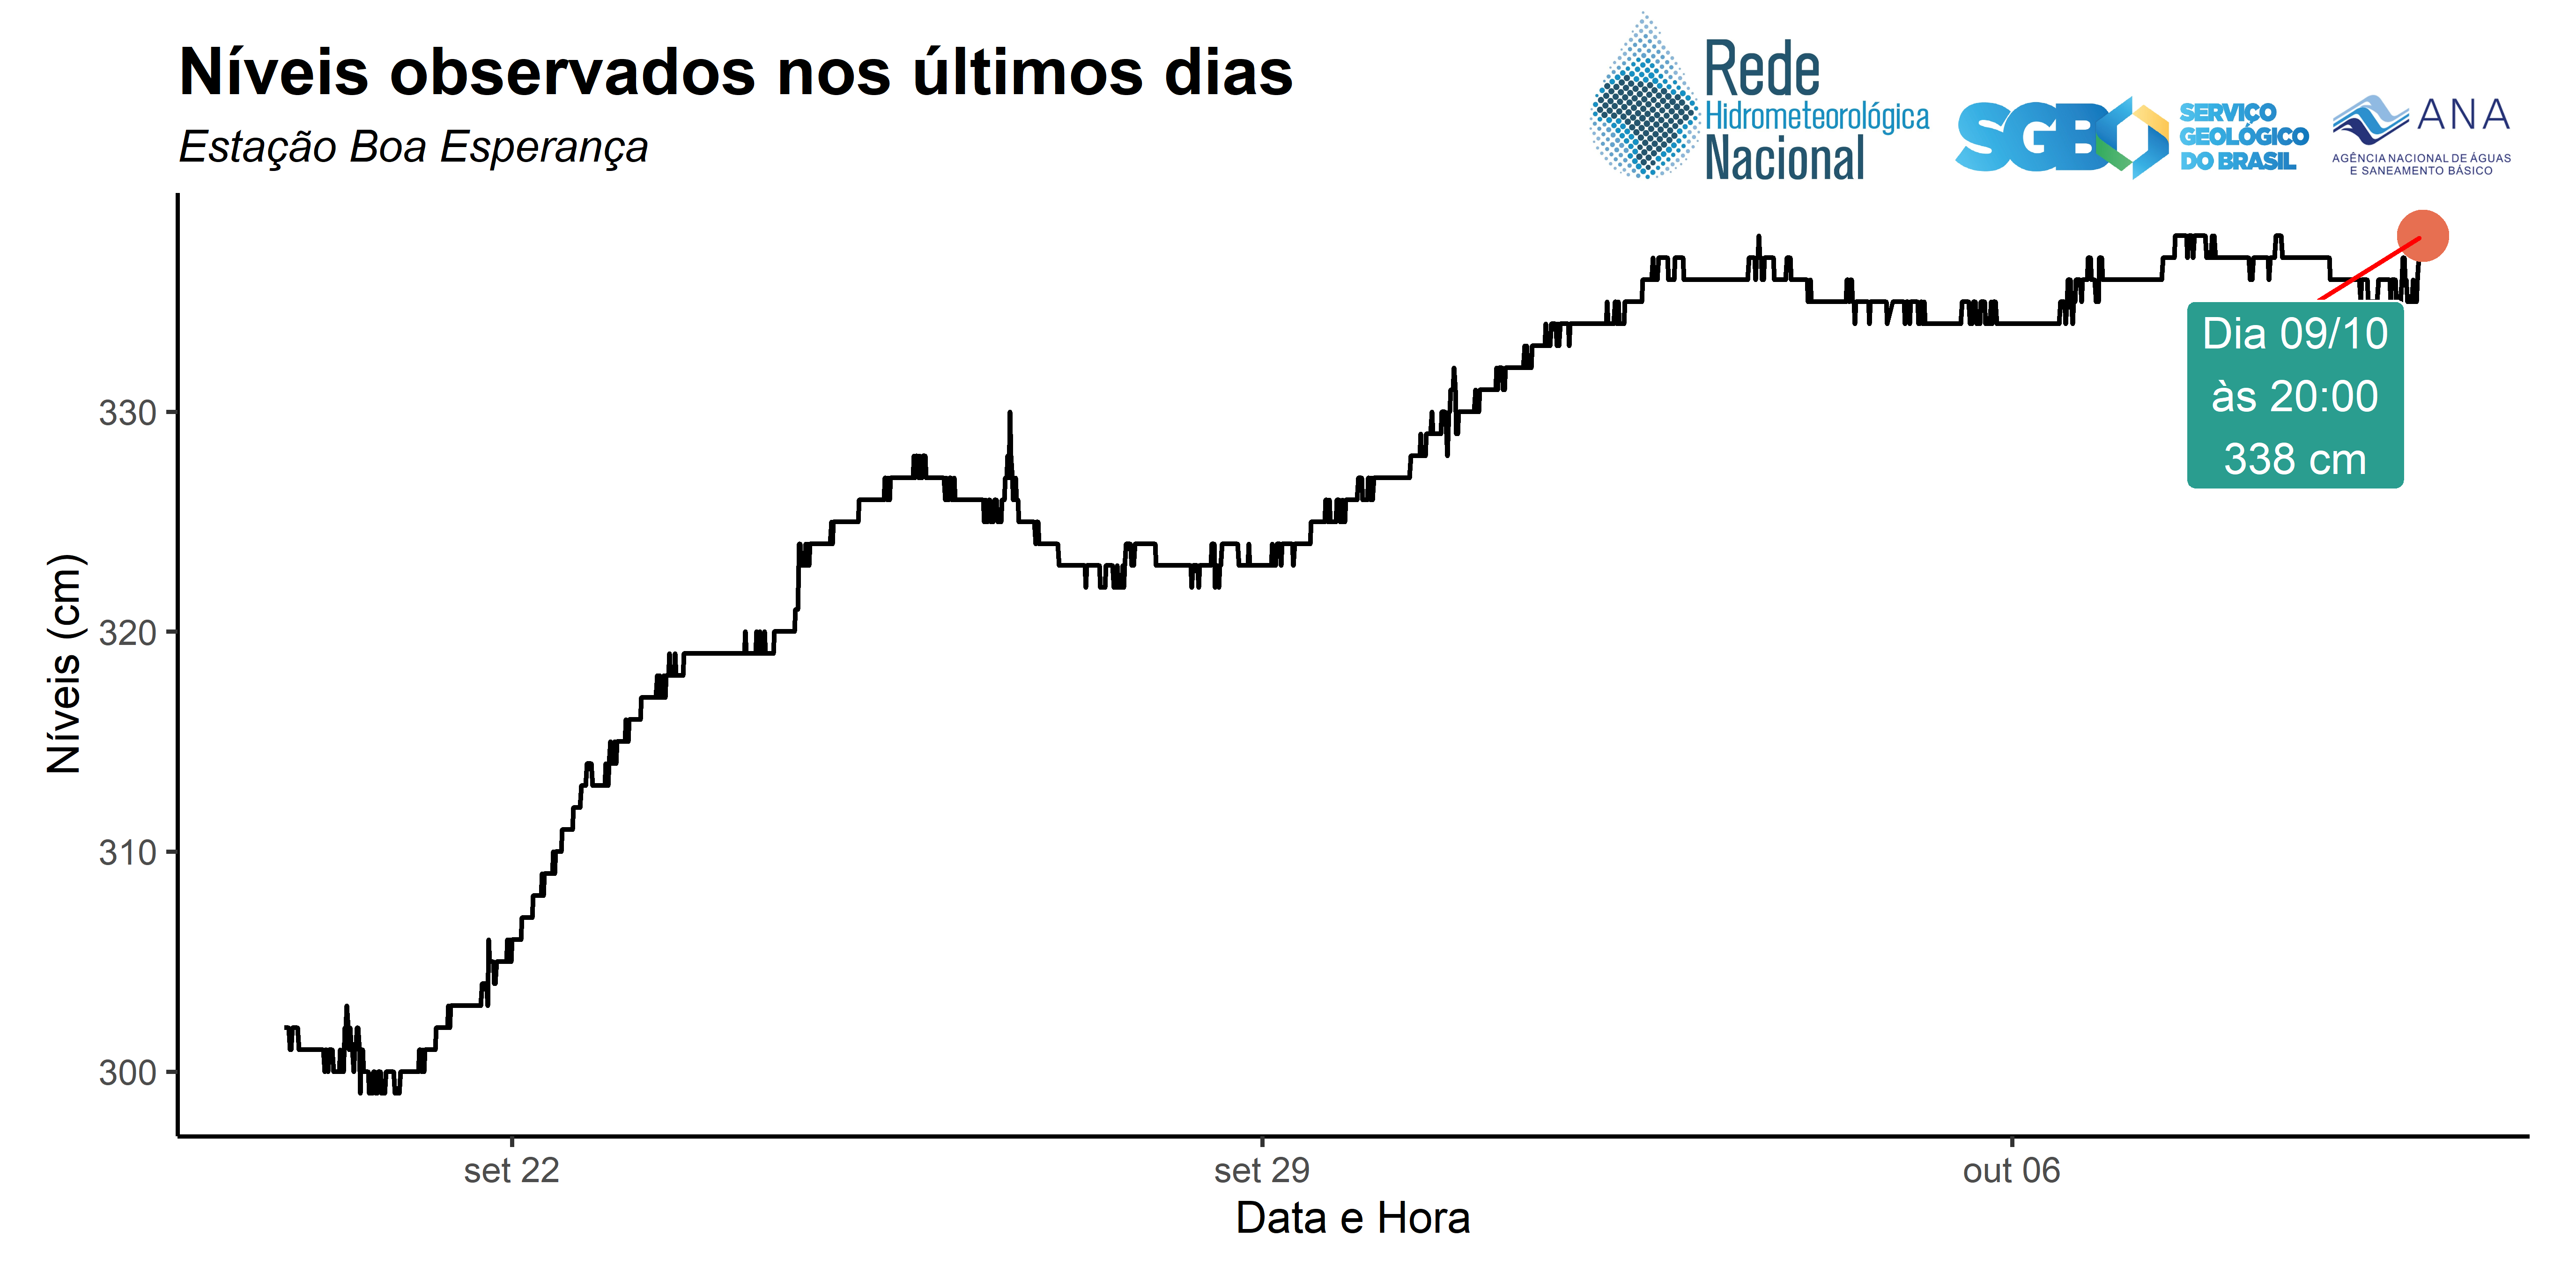 Níveis observados nos últimos dias
Estação Boa Esperança
Rede
Hidrometeorológica
Nacional
SGB
SERVIÇO
GEOLÓGICO
DO BRASIL
ANA
AGÊNCIA NACIONAL DE ÁGUAS
E SANEAMENTO BÁSICO
Níveis (cm)
330
320
310
300
Dia 09/10
às 20:00
338 cm
set 22
set 29
out 06
Data e Hora